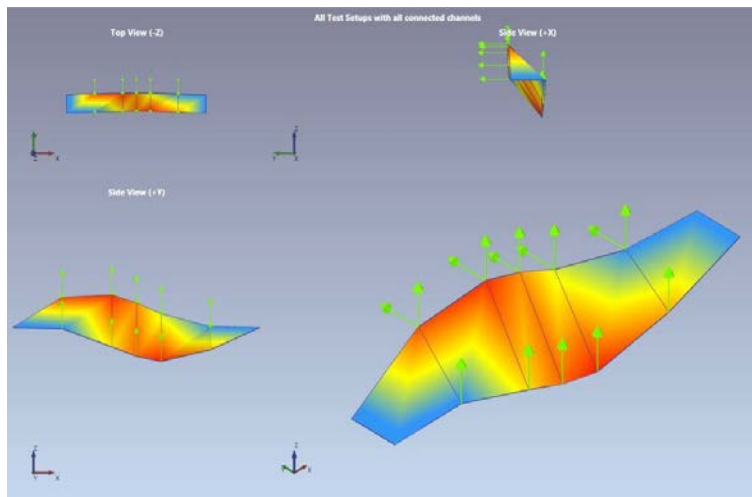 All Test Setups with all connected channels
Top View (-Z)
Side View (+X)
Y
Z
X
Z
Y
X
Side View (+Y)
Z
Y
X
Z
Y
X